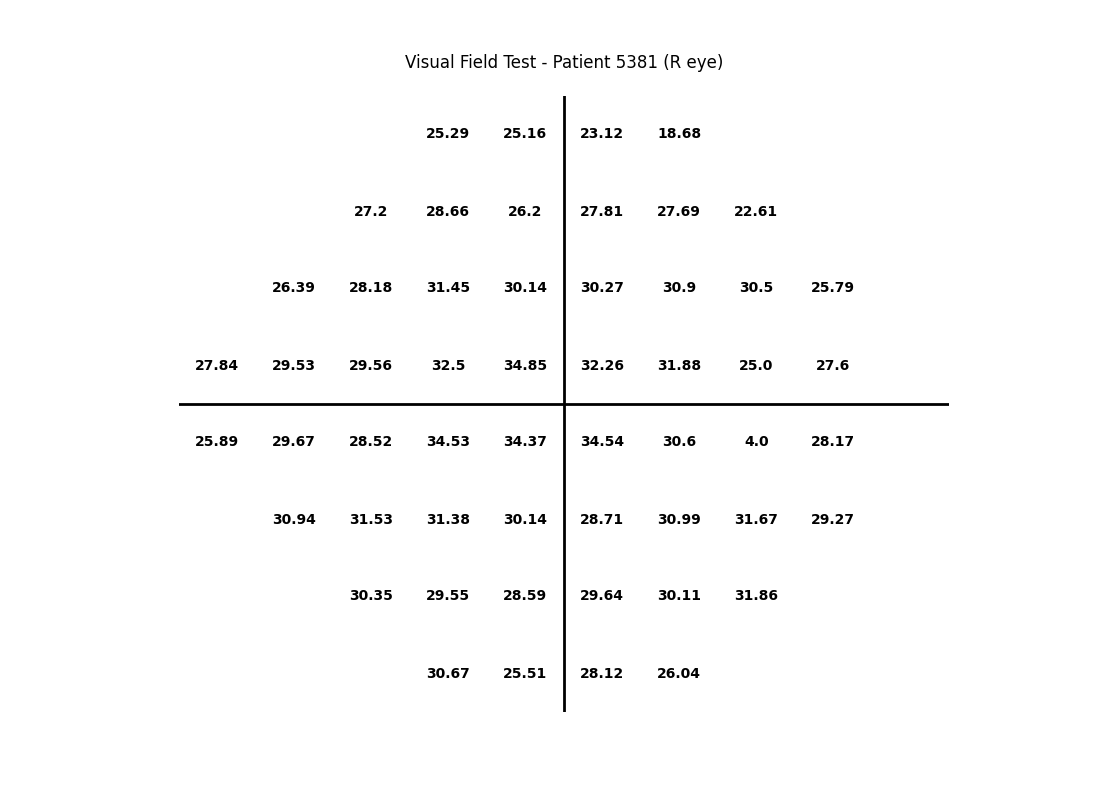 Visual Field Test - Patient 5381 (R eye)
25.29 25.16 23.12 18.68
27.2 28.66 26.2 27.81 27.69 22.61
26.39 28.18 31.45 30.14 30.27 30.9 30.5 25.79
27.84 29.53 29.56 32.5 34.85 32.26 31.88 25.0 27.6
25.89 29.67 28.52 34.53 34.37 34.54 30.6 4.0 28.17
30.94 31.53 31.38 30.14 28.71 30.99 31.67 29.27
30.35 29.55 28.59 29.64 30.11 31.86
30.67 25.51 28.12 26.04